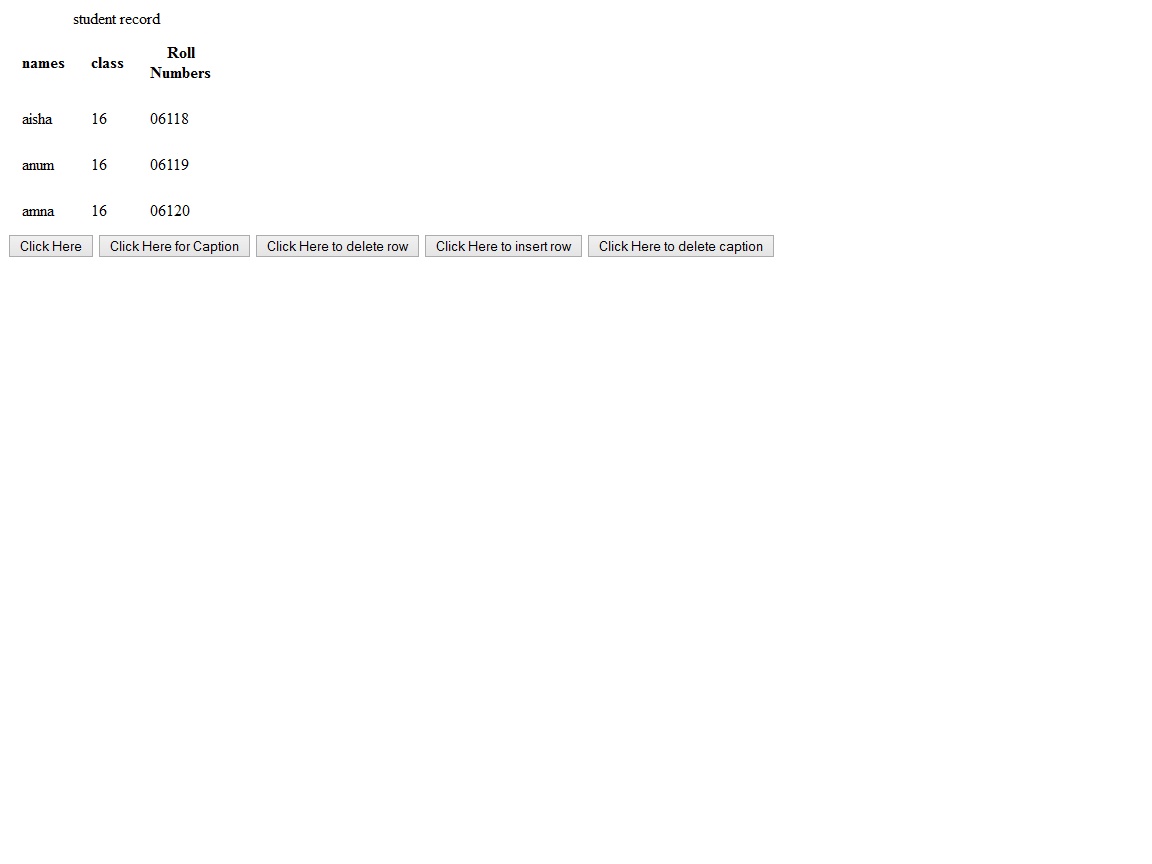 student record
names class Roll Numbers
aisha 16 06118
anum 16 06119
amna 16 06120
Click Here Click Here for Caption Click Here to delete row Click Here to insert row Click Here to delete caption